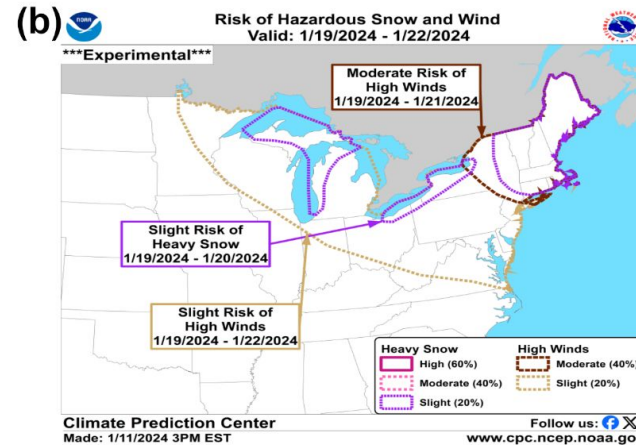 (b)
NOAA
Risk of Hazardous Snow and Wind
Valid: 1/19/2024 - 1/22/2024
***Experimental***
Moderate Risk of
High Winds
1/19/2024 - 1/21/2024
Slight Risk of
Heavy Snow
1/19/2024 - 1/20/2024
Slight Risk of
High Winds
1/19/2024 - 1/22/2024
Heavy Snow
High (60%)
Moderate (40%)
Slight (20%)
High Winds
Moderate (40%)
Slight (20%)
Climate Prediction Center
Made: 1/11/2024 3PM EST
Follow us:
www.cpc.ncep.noaa.go